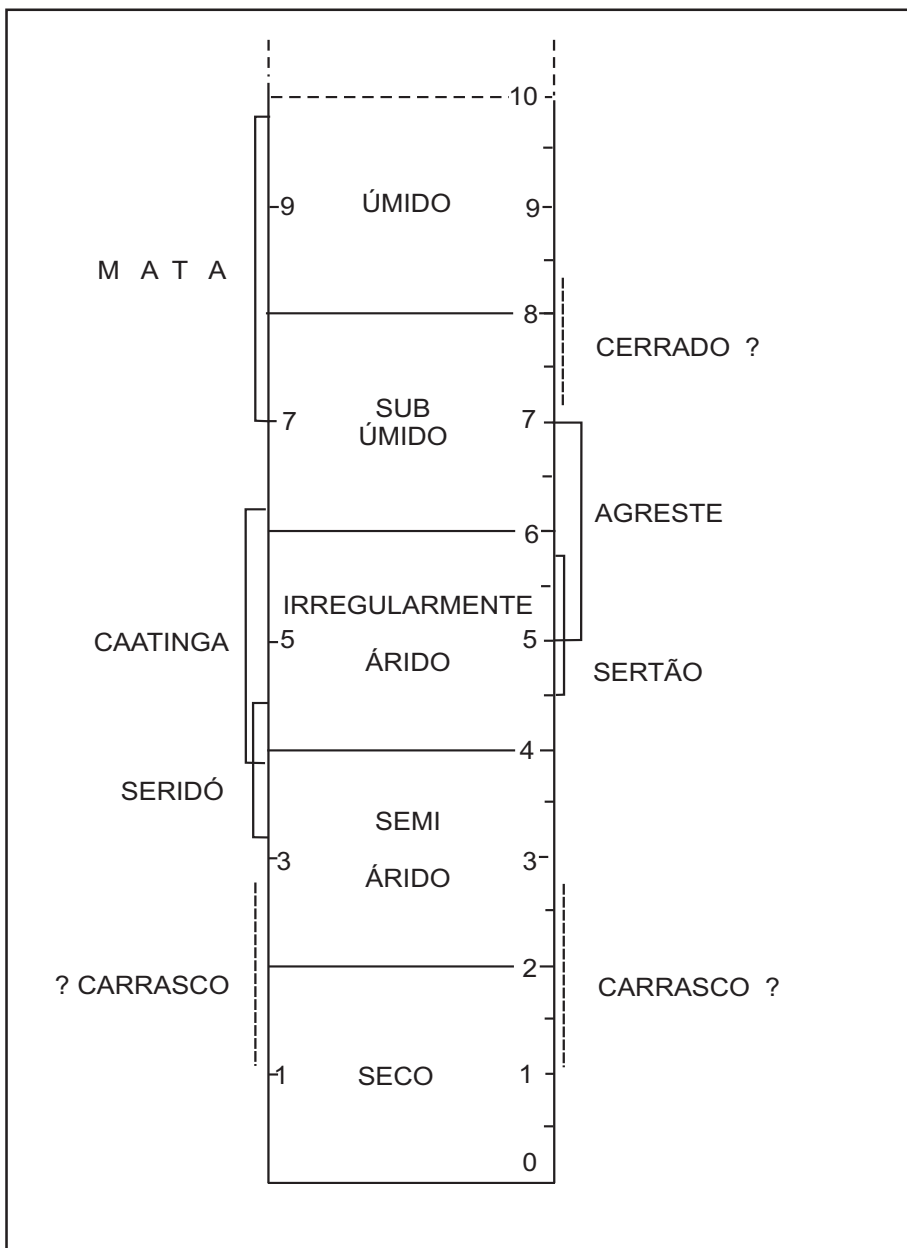 10
9 ÚMIDO 9
M A T A
8
CERRADO ?
7 SUB 7
ÚMIDO
AGRESTE
6
IRREGULARMENTE
CAATINGA 5 5
ÁRIDO SERTÃO
4
SERIDÓ
SEMI
3 3
ÁRIDO
2
? CARRASCO CARRASCO ?
1 SECO 1
0